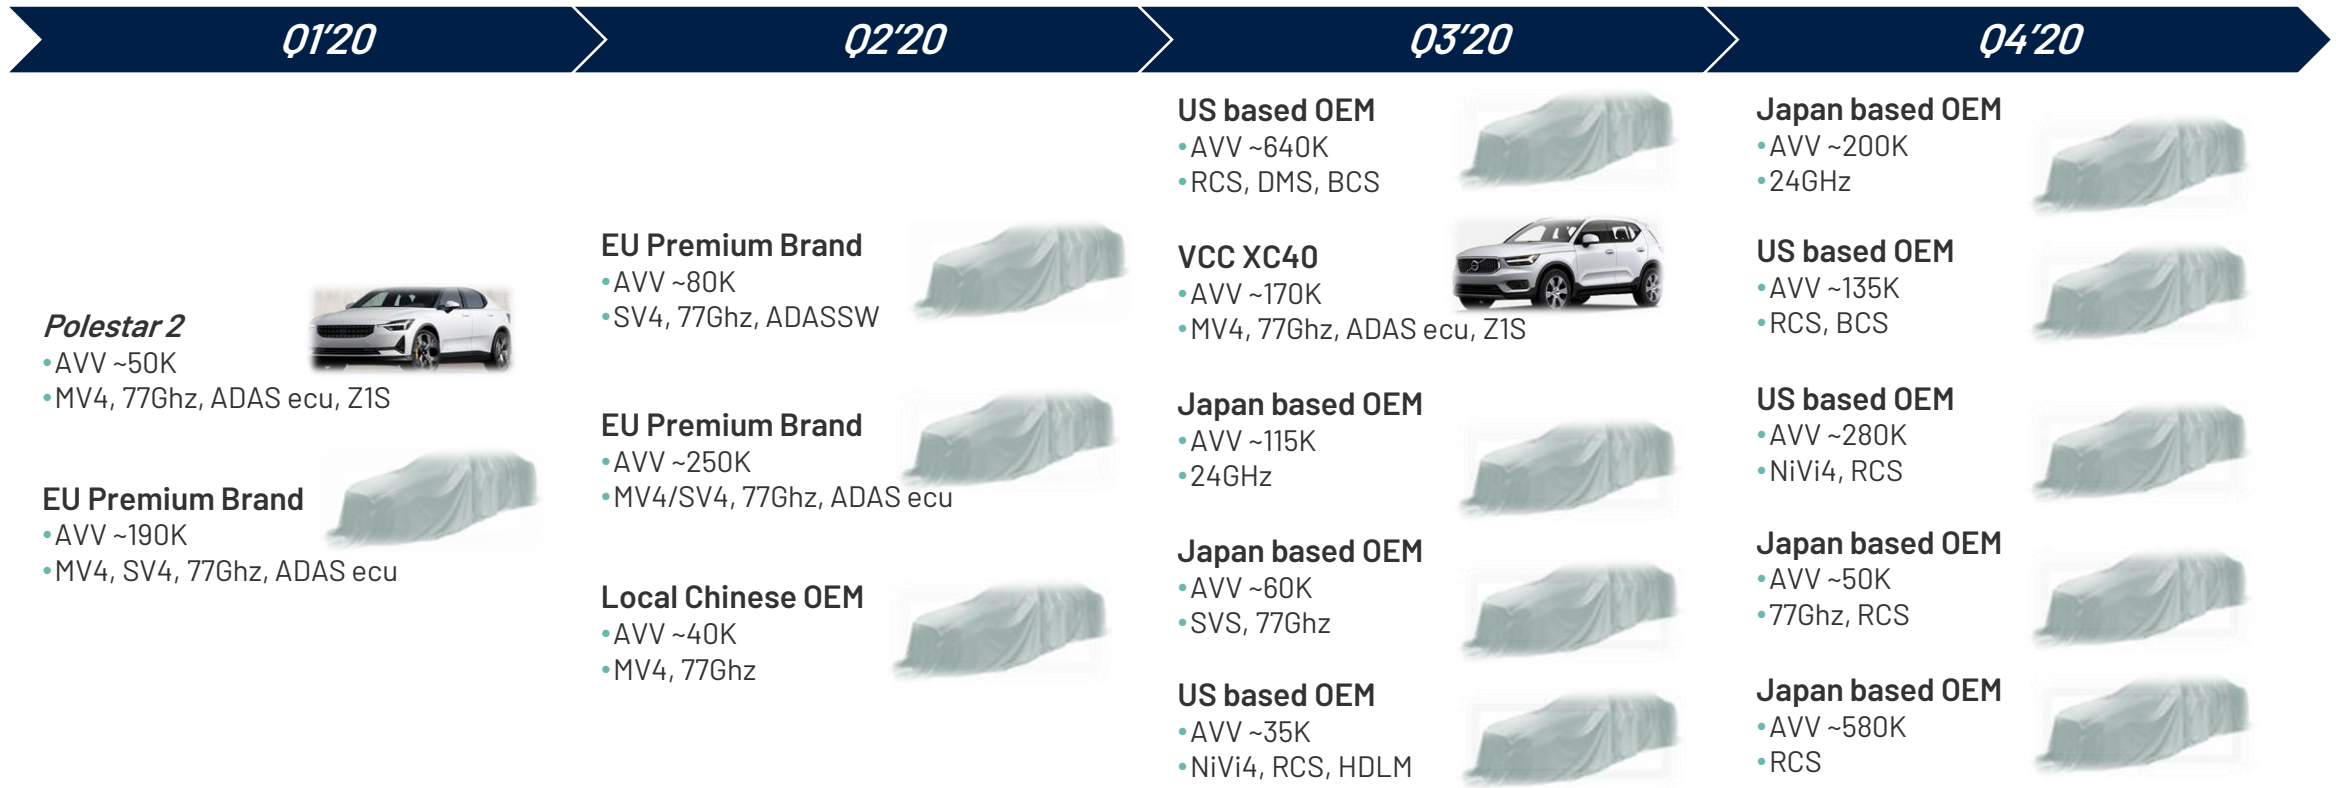 Q1'20
Q2'20
Q3'20
Q4'20
Polestar 2
•AVV ~50K
•MV4, 77Ghz, ADAS ecu, Z1S
EU Premium Brand
•AVV ~190K
•MV4, SV4, 77Ghz, ADAS ecu
EU Premium Brand
•AVV ~80K
•SV4, 77Ghz, ADASSW
EU Premium Brand
•AVV ~250K
•MV4/SV4, 77Ghz, ADAS ecu
Local Chinese OEM
•AVV ~40K
•MV4, 77Ghz
US based OEM
•AVV ~640K
•RCS, DMS, BCS
VCC XC40
•AVV ~170K
•MV4, 77Ghz, ADAS ecu, Z1S
Japan based OEM
•AVV ~115K
•24GHz
Japan based OEM
•AVV ~60K
•SVS, 77Ghz
US based OEM
•AVV ~35K
•NiVi4, RCS, HDLM
Japan based OEM
•AVV ~200K
•24GHz
US based OEM
•AVV ~135K
•RCS, BCS
US based OEM
•AVV ~280K
•NiVi4, RCS
Japan based OEM
•AVV ~50K
•77Ghz, RCS
Japan based OEM
•AVV ~580K
•RCS